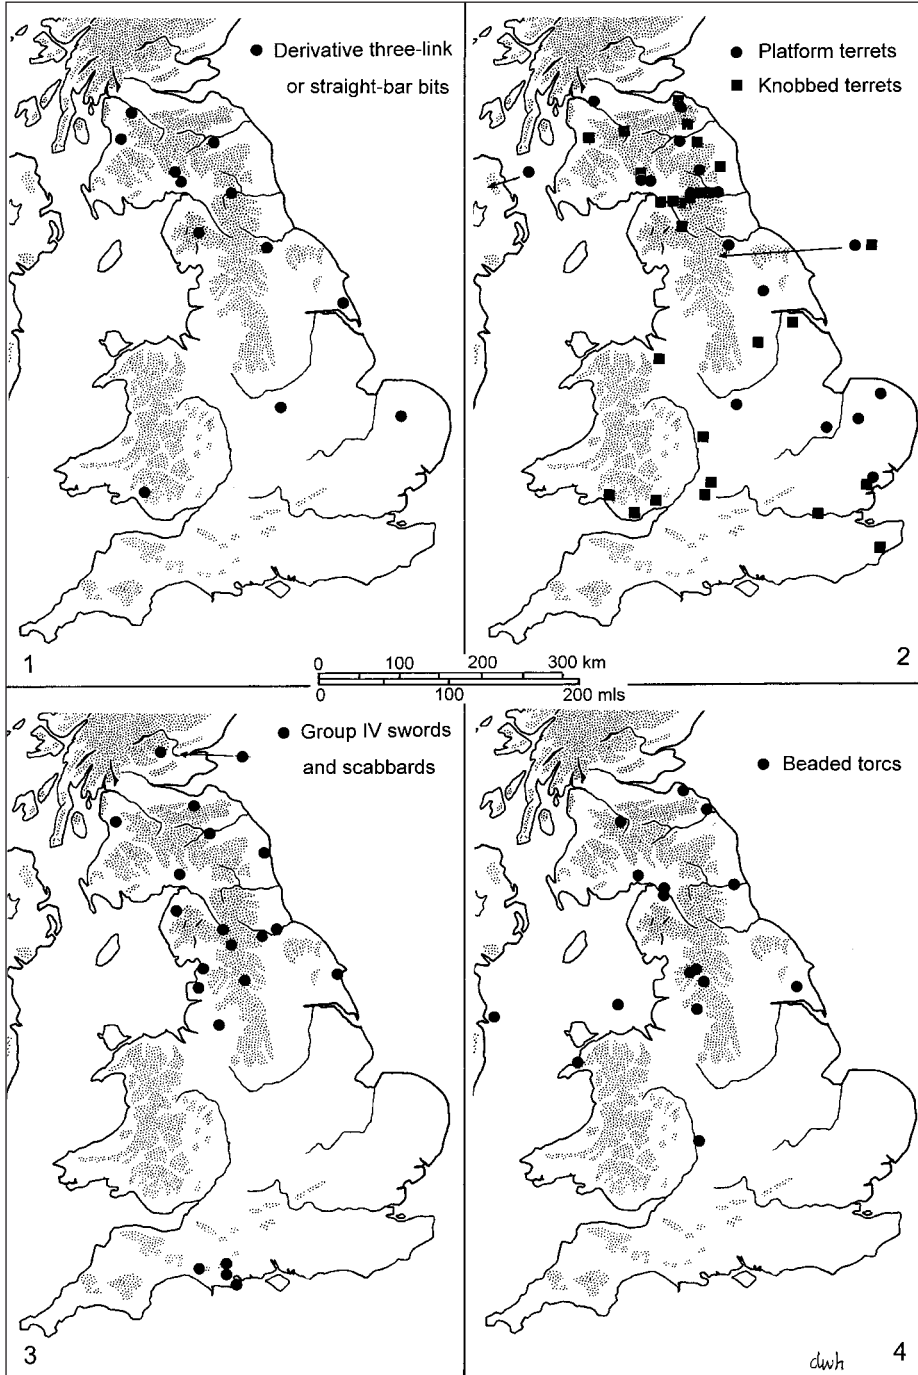 Derivative three-link
or straight-bar bits
1
Platform terrets
Knobbed terrets
2
0 100 200 300 km
0 100 200 mls
Group IV swords
and scabbards
3
Beaded torcs
dwh
4